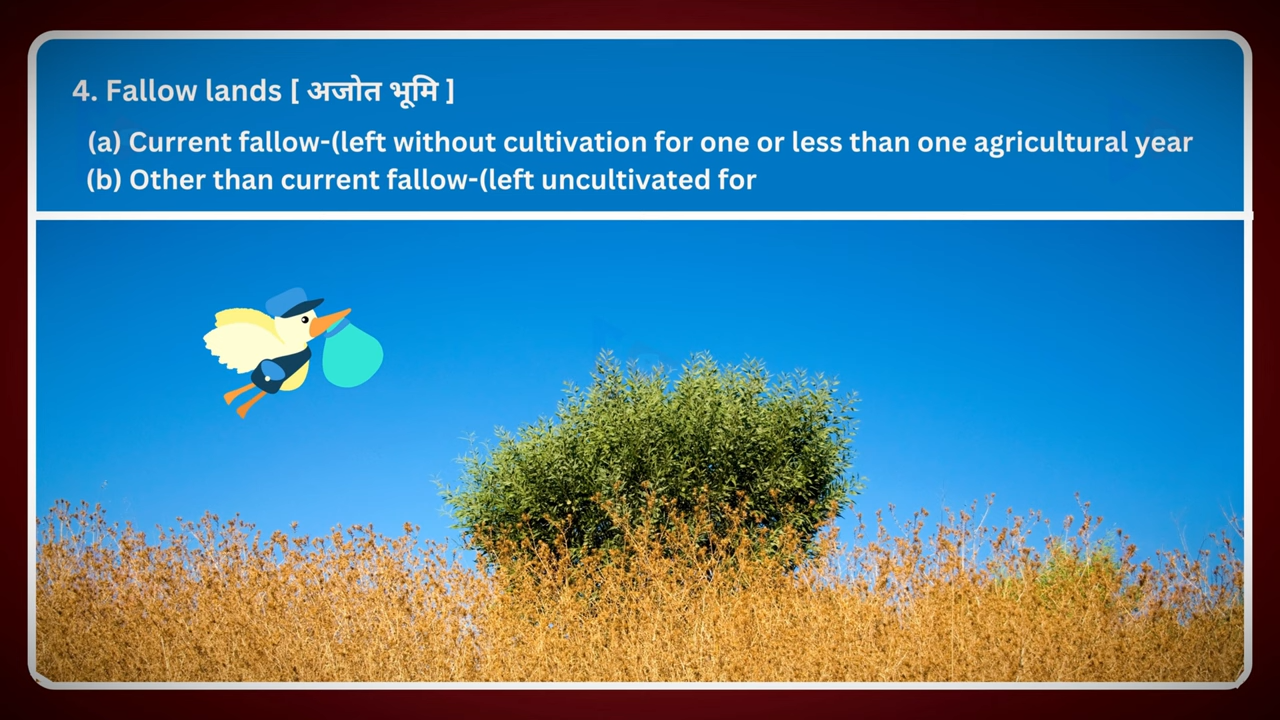 4. Fallow lands [ अजोत भूमि ]
(a) Current fallow-(left without cultivation for one or less than one agricultural year
(b) Other than current fallow-(left uncultivated for